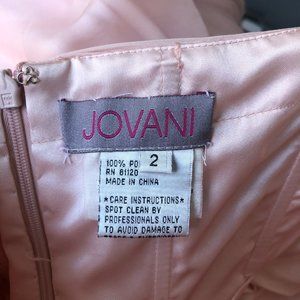 JOVANI
2
100% PO
RN 81120
MADE IN CHINA
*CARE INSTRUCTIONS*
SPOT CLEAN BY
PROFESSIONALS ONLY
TO AVOID DAMAGE TO